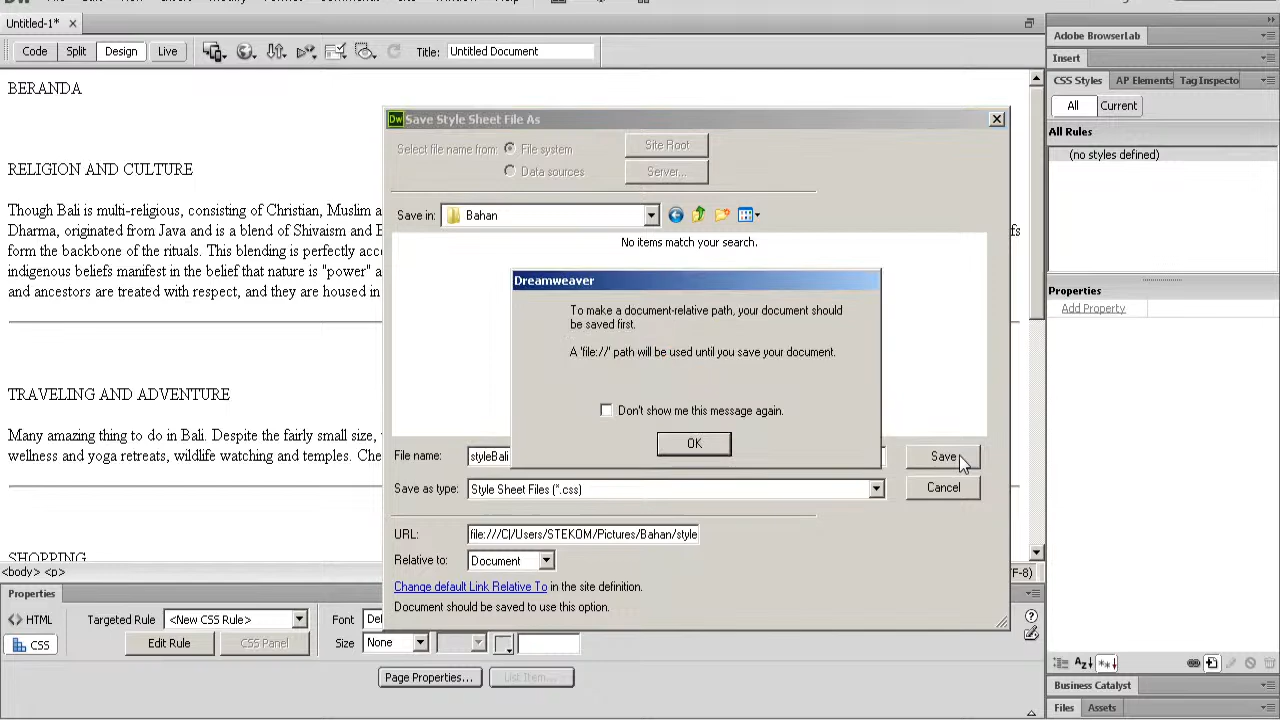 Untitled-1*
Code Split Design Live Title: Untitled Document
BERANDA
RELIGION AND CULTURE
Though Bali is multi-religious, consisting of Christian, Muslim a
Dharma, originated from Java and is a blend of Shivaism and B
form the backbone of the rituals. This blending is perfectly acc
indigenous beliefs manifest in the belief that nature is "power" a
and ancestors are treated with respect, and they are housed in
TRAVELING AND ADVENTURE
Many amazing thing to do in Bali. Despite the fairly small size,
wellness and yoga retreats, wildlife watching and temples. Che
SHOPPING
<body> <p>
Save Style Sheet File As
Select file name from: File system Site Root
Data sources Server...
Save in: Bahan
No items match your search.
Dreamweaver
To make a document-relative path, your document should
be saved first.
A 'file://' path will be used until you save your document.
Don't show me this message again.
OK
File name: styleBali Save
Save as type: Style Sheet Files (*.css) Cancel
URL: file:///C|/Users/STEKOM/Pictures/Bahan/style
Relative to: Document
Change default Link Relative To in the site definition.
Document should be saved to use this option.
Properties
HTML Targeted Rule <New CSS Rule> Font
CSS Edit Rule CSS Panel Size None
Page Properties... List Item...
Adobe BrowserLab
Insert
CSS Styles AP Elements Tag Inspecto
All Current
All Rules
(no styles defined)
Properties
Add Property
Business Catalyst
Files Assets